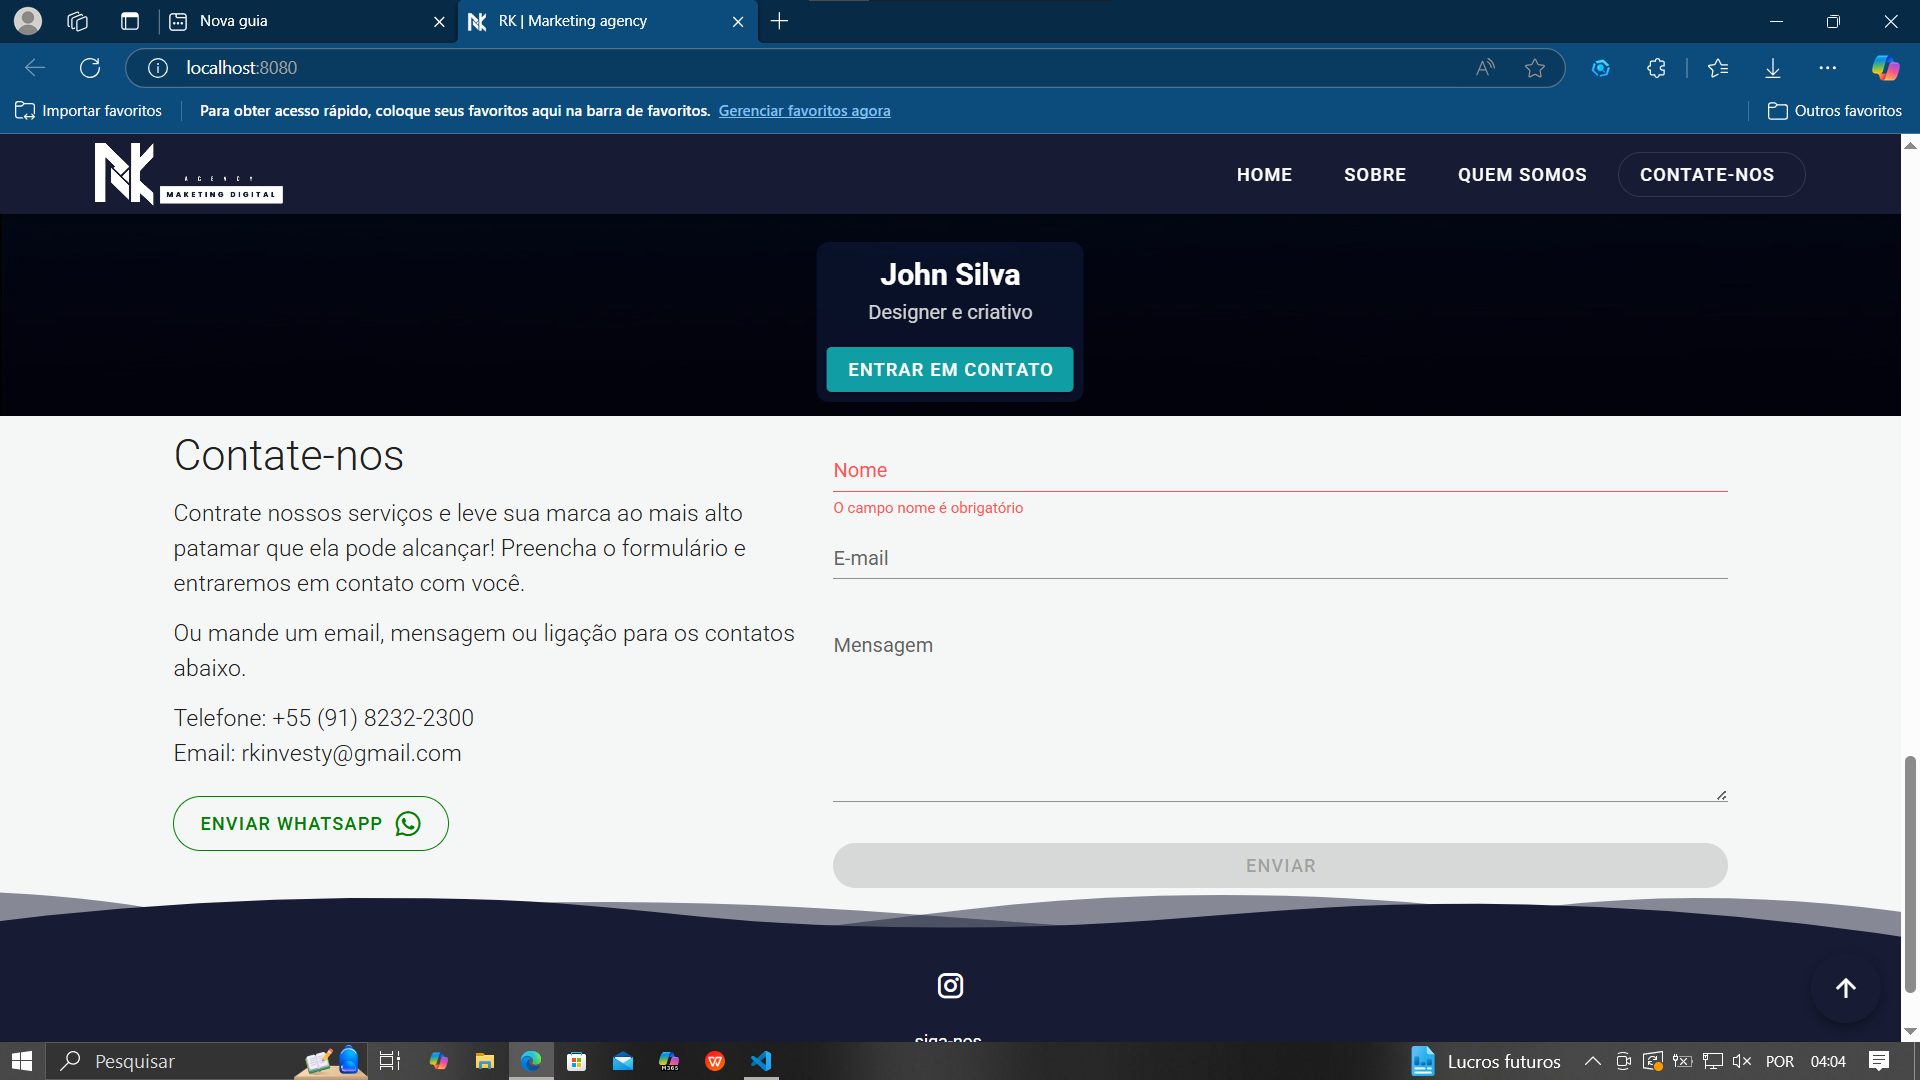 Nova guia
RK | Marketing agency
localhost:8080
Importar favoritos
Para obter acesso rápido, coloque seus favoritos aqui na barra de favoritos. Gerenciar favoritos agora
Outros favoritos
RK
AGENCY
MAKETING DIGITAL
HOME
SOBRE
QUEM SOMOS
CONTATE-NOS
John Silva
Designer e criativo
ENTRAR EM CONTATO
Contate-nos
Contrate nossos serviços e leve sua marca ao mais alto
patamar que ela pode alcançar! Preencha o formulário e
entraremos em contato com você.
Ou mande um email, mensagem ou ligação para os contatos
abaixo.
Telefone: +55 (91) 8232-2300
Email: rkinvesty@gmail.com
ENVIAR WHATSAPP
Nome
O campo nome é obrigatório
E-mail
Mensagem
ENVIAR
siga-nos
Pesquisar
M365
Lucros futuros
POR
04:04